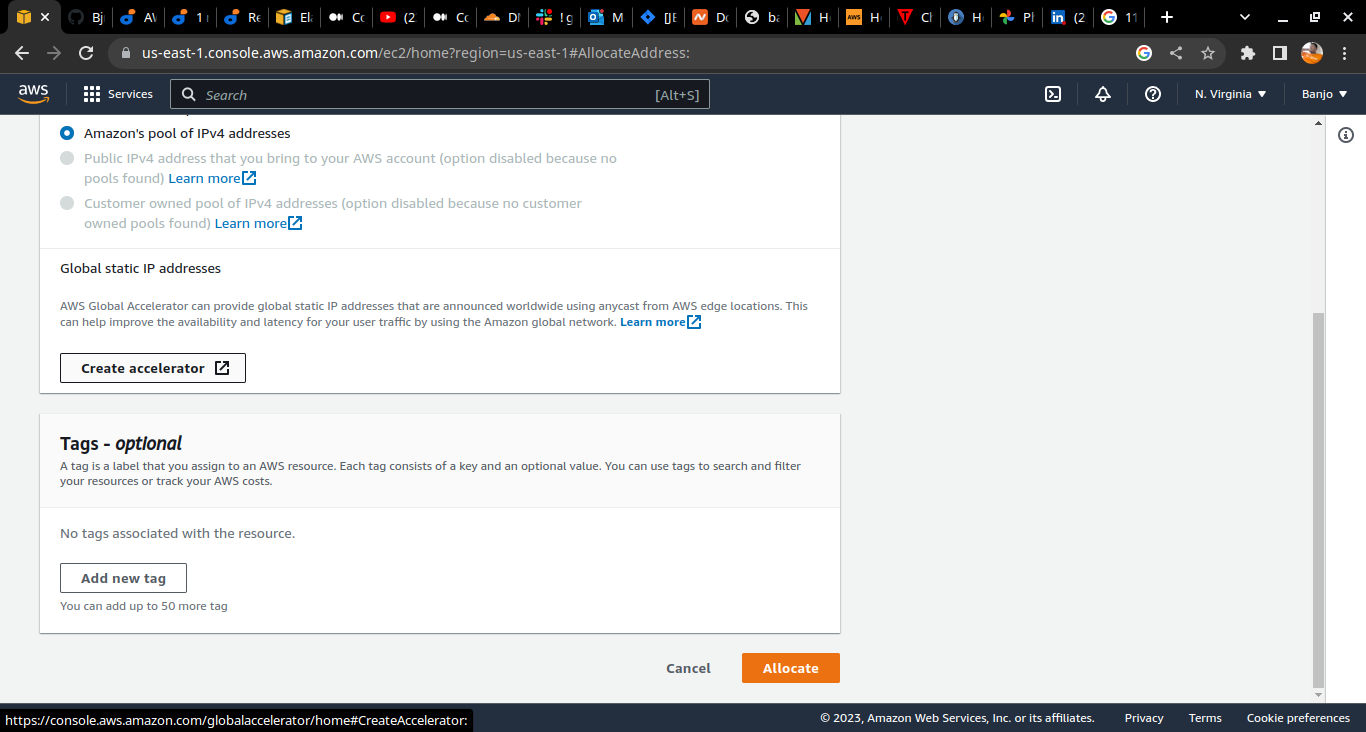 Bj
AV
1 r
Re
El
Co
(2
Co
DN
! g
M
[JE
Do
ba
H
aws
H
Ch
H
Ph
in
(2
11
us-east-1.console.aws.amazon.com/ec2/home?region=us-east-1#AllocateAddress:
aws
Services
Search
[Alt+S]
N. Virginia
Banjo
Amazon's pool of IPv4 addresses
Public IPv4 address that you bring to your AWS account (option disabled because no
pools found) Learn more
Customer owned pool of IPv4 addresses (option disabled because no customer
owned pools found) Learn more
Global static IP addresses
AWS Global Accelerator can provide global static IP addresses that are announced worldwide using anycast from AWS edge locations. This
can help improve the availability and latency for your user traffic by using the Amazon global network. Learn more
Create accelerator
Tags - optional
A tag is a label that you assign to an AWS resource. Each tag consists of a key and an optional value. You can use tags to search and filter
your resources or track your AWS costs.
No tags associated with the resource.
Add new tag
You can add up to 50 more tag
Cancel
Allocate
https://console.aws.amazon.com/globalaccelerator/home#CreateAccelerator:
© 2023, Amazon Web Services, Inc. or its affiliates.
Privacy
Terms
Cookie preferences